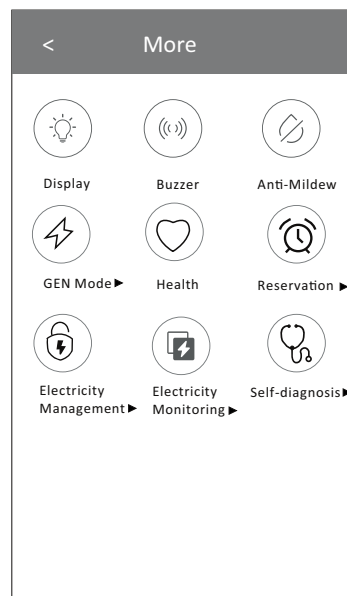 < More
Display Buzzer Anti-Mildew
GEN Mode▶ Health Reservation ▶
Electricity Electricity Self-diagnosis▶
Management▶ Monitoring▶